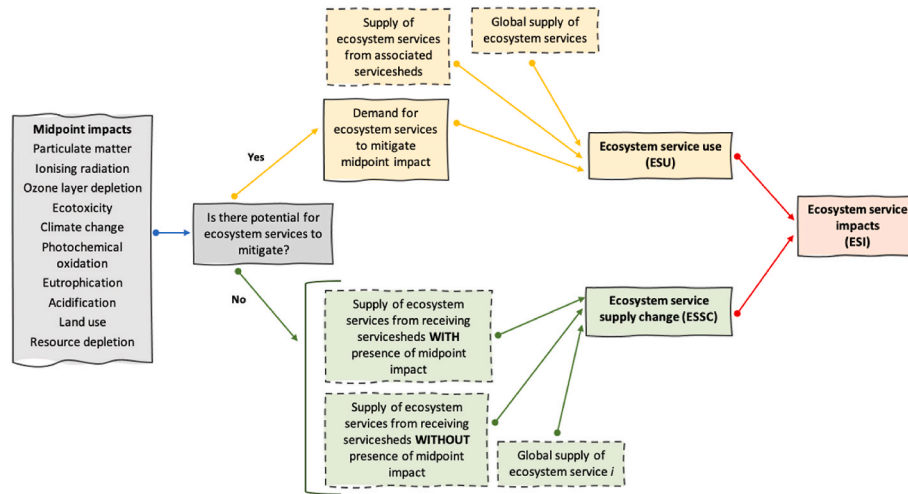 Midpoint impacts
Particulate matter
Ionising radiation
Ozone layer depletion
Ecotoxicity
Climate change
Photochemical
oxidation
Eutrophication
Acidification
Land use
Resource depletion
Is there potential for
ecosystem services to
mitigate?
Yes
No
Supply of
ecosystem services
from associated
servicesheds
Global supply of
ecosystem services
Demand for
ecosystem services
to mitigate
midpoint impact
Ecosystem service use
(ESU)
Supply of ecosystem
services from receiving
servicesheds WITH
presence of midpoint
impact
Supply of ecosystem
services from receiving
servicesheds WITHOUT
presence of midpoint
impact
Global supply of
ecosystem service i
Ecosystem service
supply change (ESSC)
Ecosystem service
impacts
(ESI)